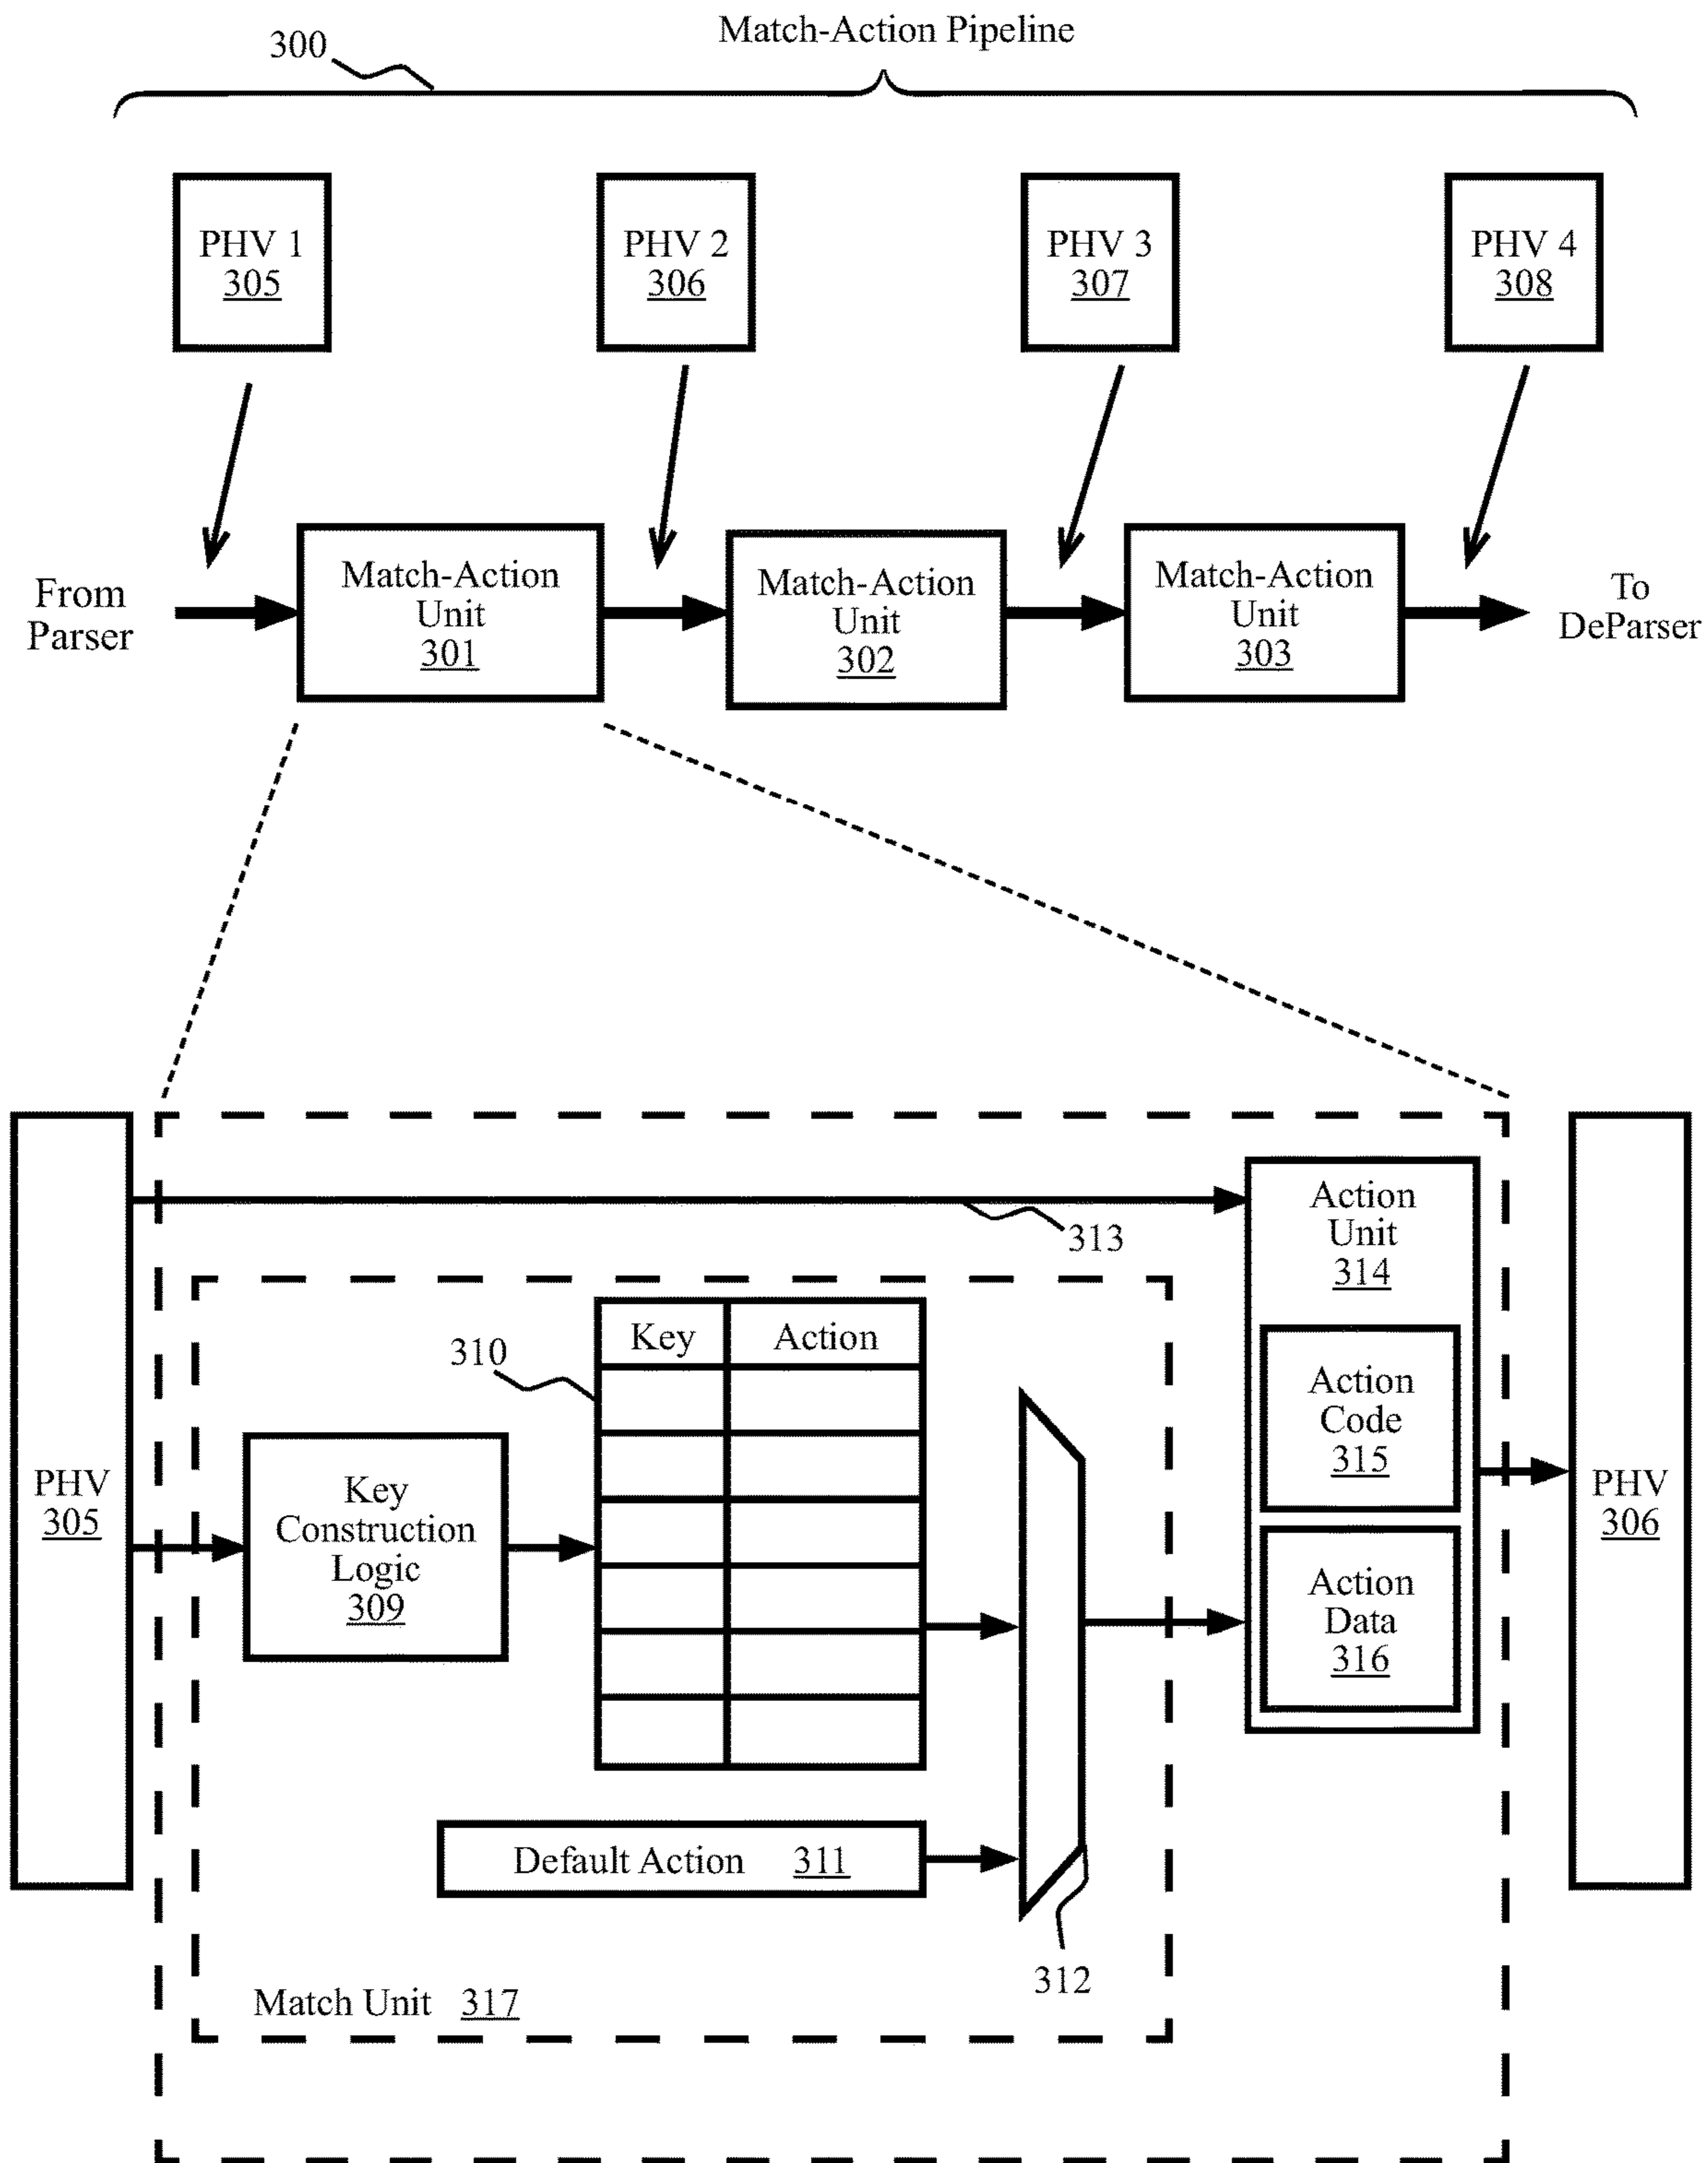 Match-Action Pipeline
300
PHV 1
305
PHV 2
306
PHV 3
307
PHV 4
308
From
Parser
Match-Action
Unit
301
Match-Action
Unit
302
Match-Action
Unit
303
To
DeParser
PHV
305
313
Action
Unit
314
Key Action
310
Action
Code
315
Key
Construction
Logic
309
Action
Data
316
PHV
306
Default Action 311
312
Match Unit 317